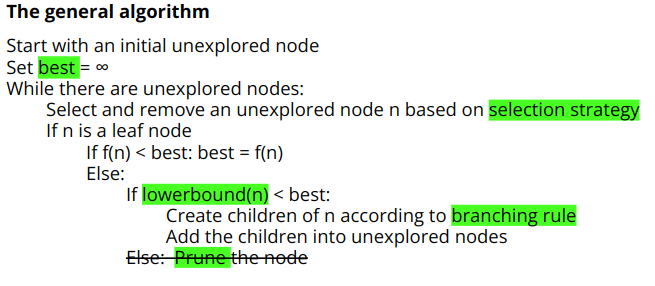 The general algorithm
Start with an initial unexplored node
Set best = ∞
While there are unexplored nodes:
Select and remove an unexplored node n based on selection strategy
If n is a leaf node
If f(n) < best: best = f(n)
Else:
If lowerbound(n) < best:
Create children of n according to branching rule
Add the children into unexplored nodes
Else: Prune the node